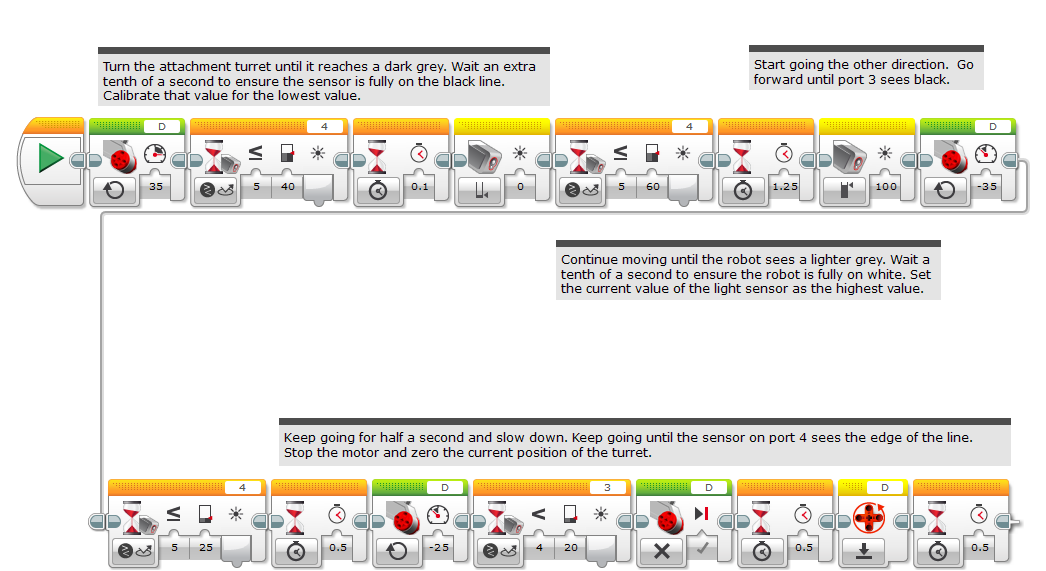 Turn the attachment turret until it reaches a dark grey. Wait an extra
tenth of a second to ensure the sensor is fully on the black line.
Calibrate that value for the lowest value.
Start going the other direction.  Go
forward until port 3 sees black.
D 4 4 D
35 ≤ 5 40 0.1 0 ≤ 5 60 1.25 100 -35
Continue moving until the robot sees a lighter grey. Wait a
tenth of a second to ensure the robot is fully on white. Set
the current value of the light sensor as the highest value.
Keep going for half a second and slow down. Keep going until the sensor on port 4 sees the edge of the line.
Stop the motor and zero the current position of the turret.
4 D 3 D D
≤ 5 25 0.5 -25 < 4 20 0.5 0.5